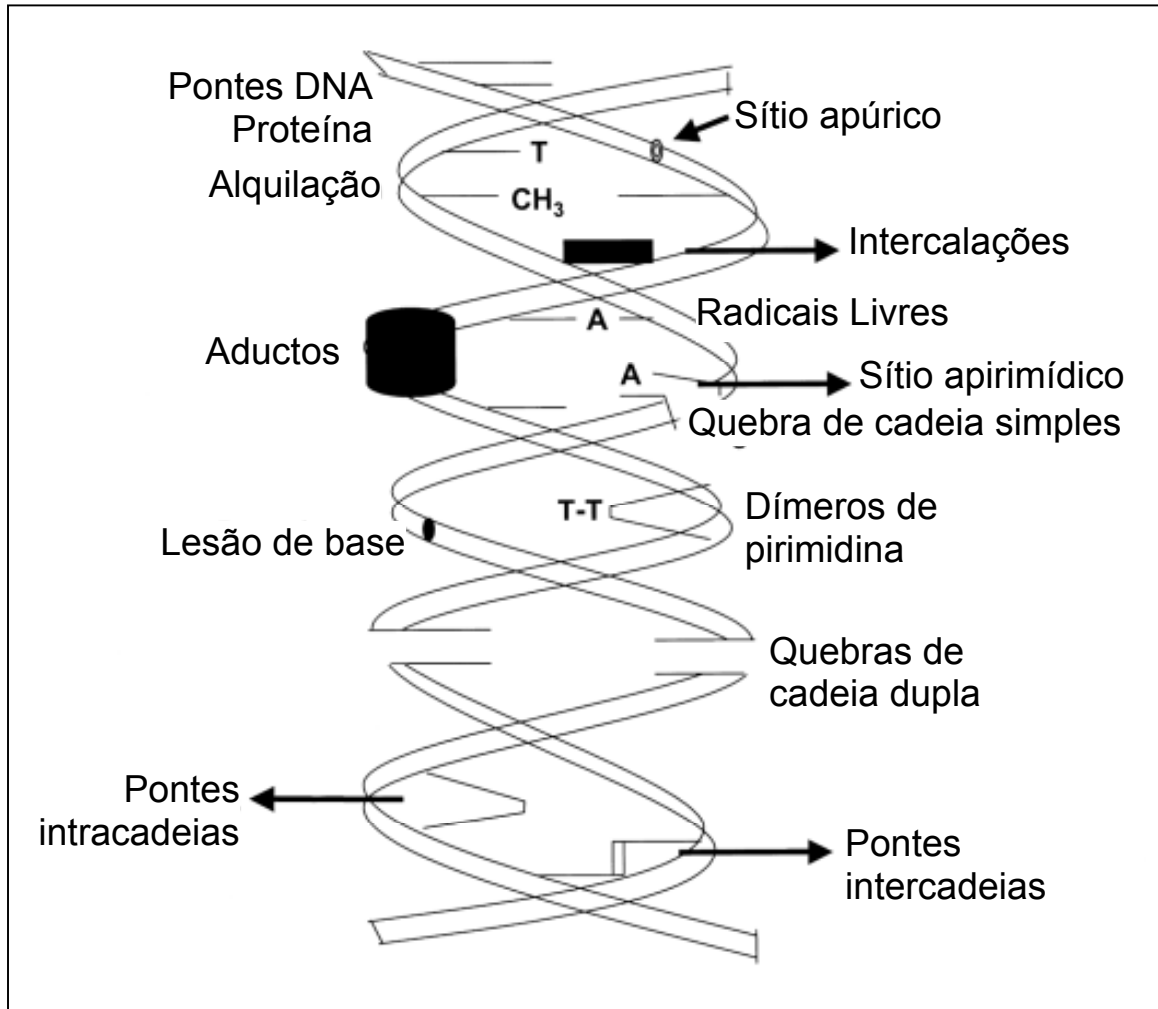 Pontes DNA
Proteína
Sítio apúrico
T
Alquilação
CH₃
Intercalações
Radicais Livres
A
Aductos
A
Sítio apirimídico
Quebra de cadeia simples
T-T
Dímeros de
pirimidina
Lesão de base
Quebras de
cadeia dupla
Pontes
intracadeias
Pontes
intercadeias